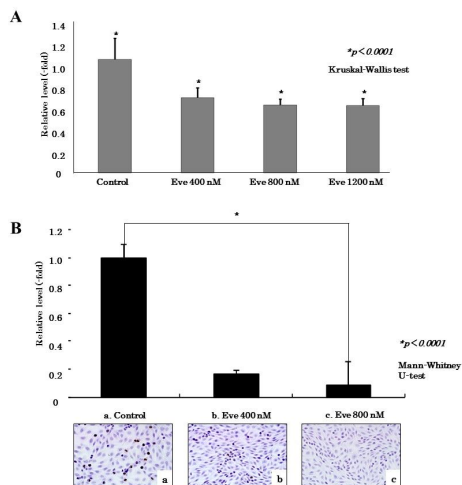 A
1.4
1.2
1.0
0.8
0.6
0.4
0.2
0
Relative level (-fold)
*
*
*
*
*p<0.0001
Kruskal-Wallis test
Control
Eve 400 nM
Eve 800 nM
Eve 1200 nM
B
1.2
1.0
0.8
0.6
0.4
0.2
0
Relative level (-fold)
*
*p<0.0001
Mann-Whitney
U-test
a. Control
b. Eve 400 nM
c. Eve 800 nM
a
b
c